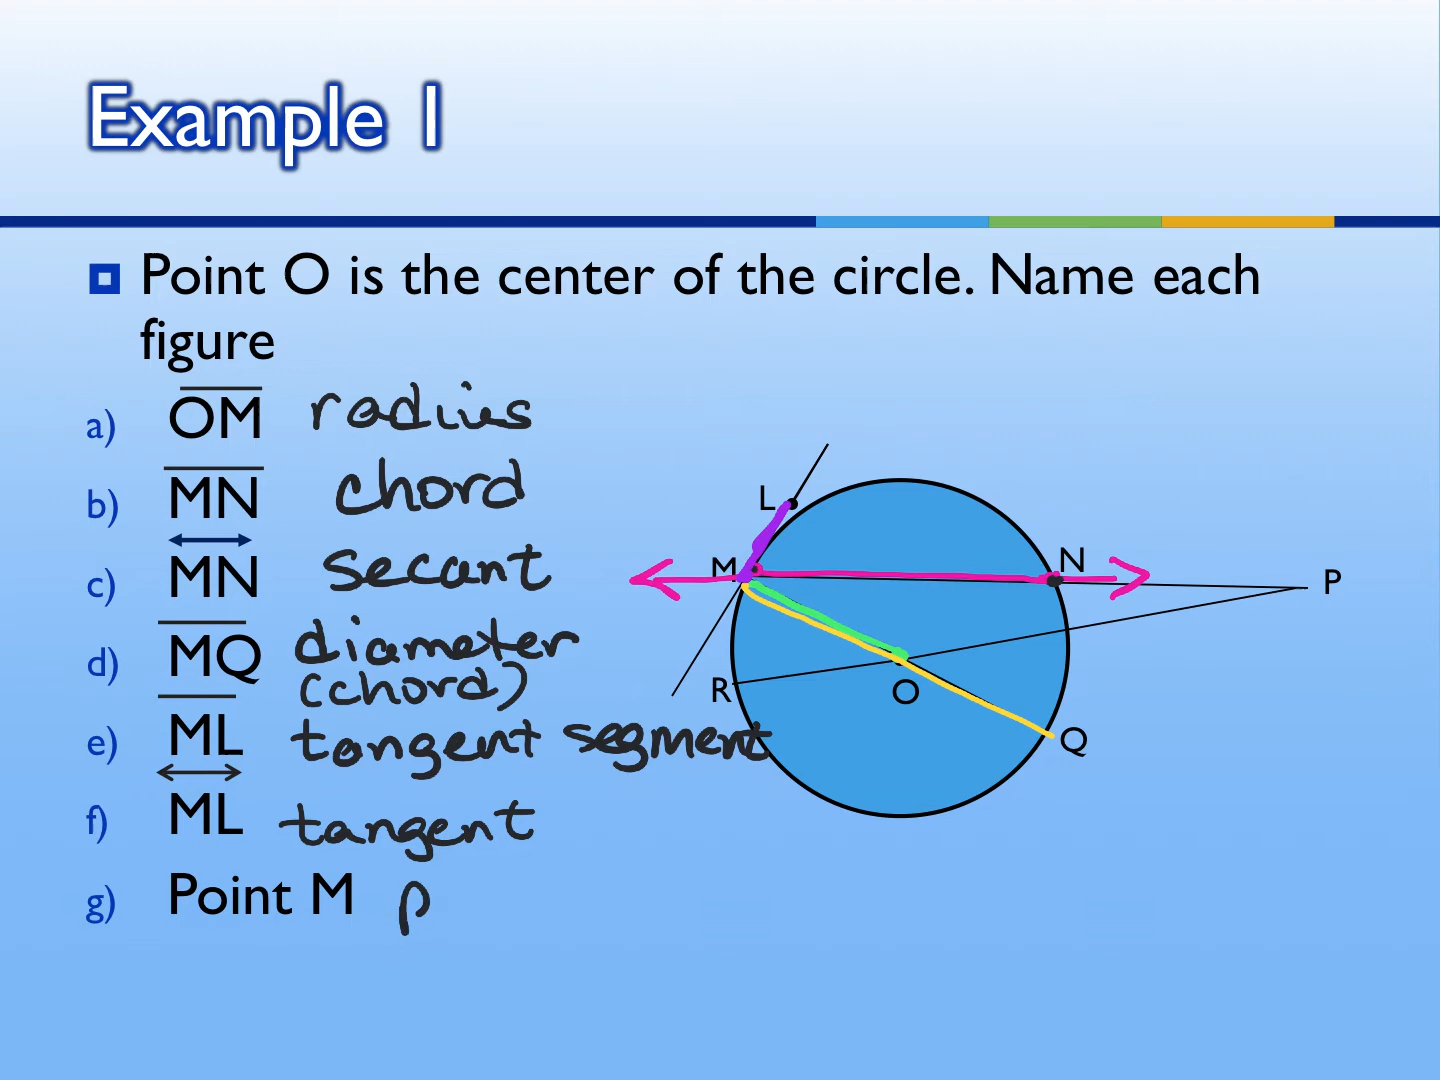 Example 1
Point O is the center of the circle. Name each
figure
a) OM radius
b) MN chord
c) MN secant
d) MQ diameter
(chord)
e) ML tangent segment
f) ML tangent
g) Point M p
L
M
N
P
R
O
Q